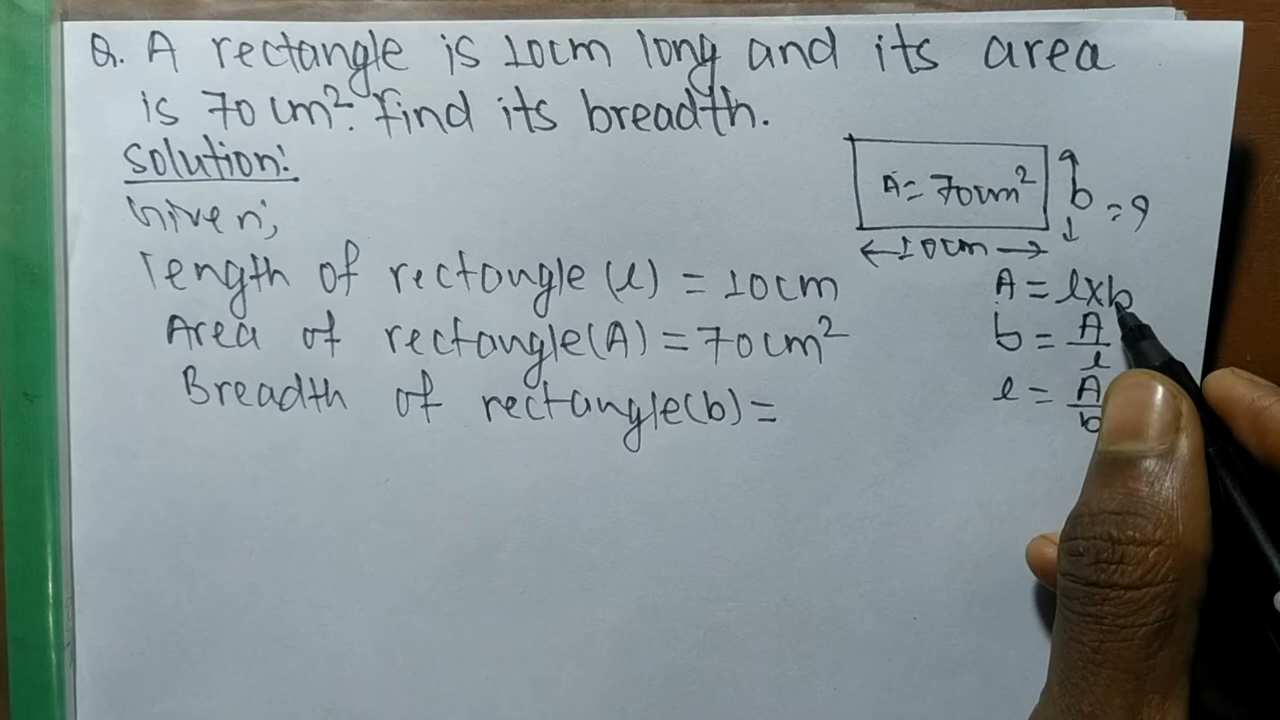 Q. A rectangle is 10cm long and its area
is 70 cm². find its breadth.
Solution:
Given,
length of rectangle (l) = 10cm
Area of rectangle(A) = 70cm²
Breadth of rectangle(b) =
A = 70cm²
b = ?
10cm
A = l×b
b = A/l
l = A/b